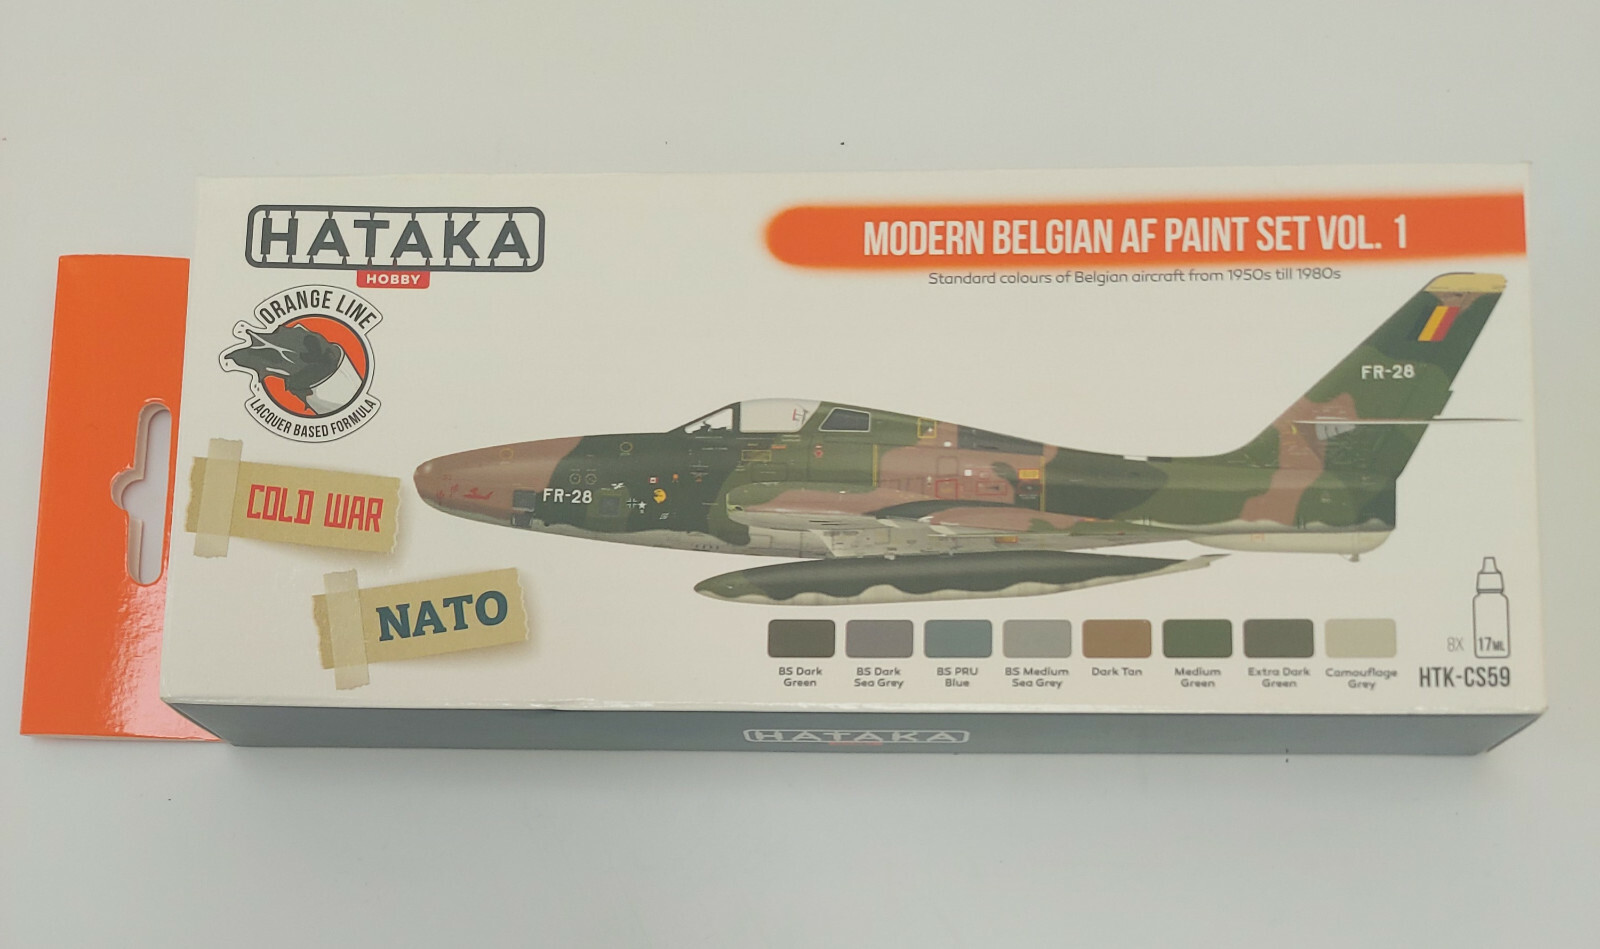 HATAKA
HOBBY
ORANGE LINE
LACQUER BASED FORMULA
MODERN BELGIAN AF PAINT SET VOL. 1
Standard colours of Belgian aircraft from 1950s till 1980s
FR-28
FR-28
COLD WAR
NATO
BS Dark
Green
BS Dark
Sea Grey
BS PRU
Blue
BS Medium
Sea Grey
Dark Tan
Medium
Green
Extra Dark
Green
Camouflage
Grey
8X
17ML
HTK-CS59
HATAKA